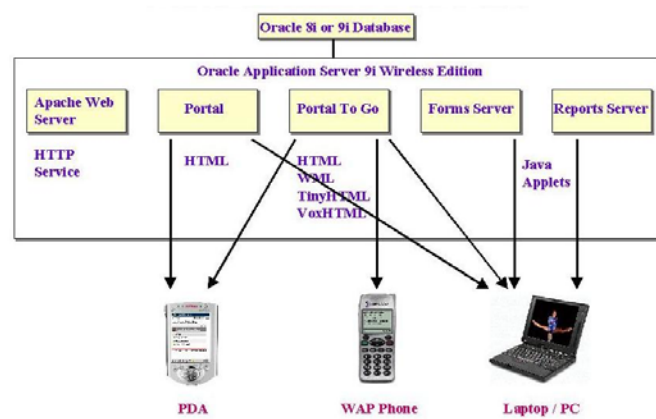 Oracle 8i or 9i Database
Oracle Application Server 9i Wireless Edition
Apache Web
Server
Portal
Portal To Go
Forms Server
Reports Server
HTTP
Service
HTML
HTML
WML
TinyHTML
VoxHTML
Java
Applets
PDA
WAP Phone
Laptop / PC